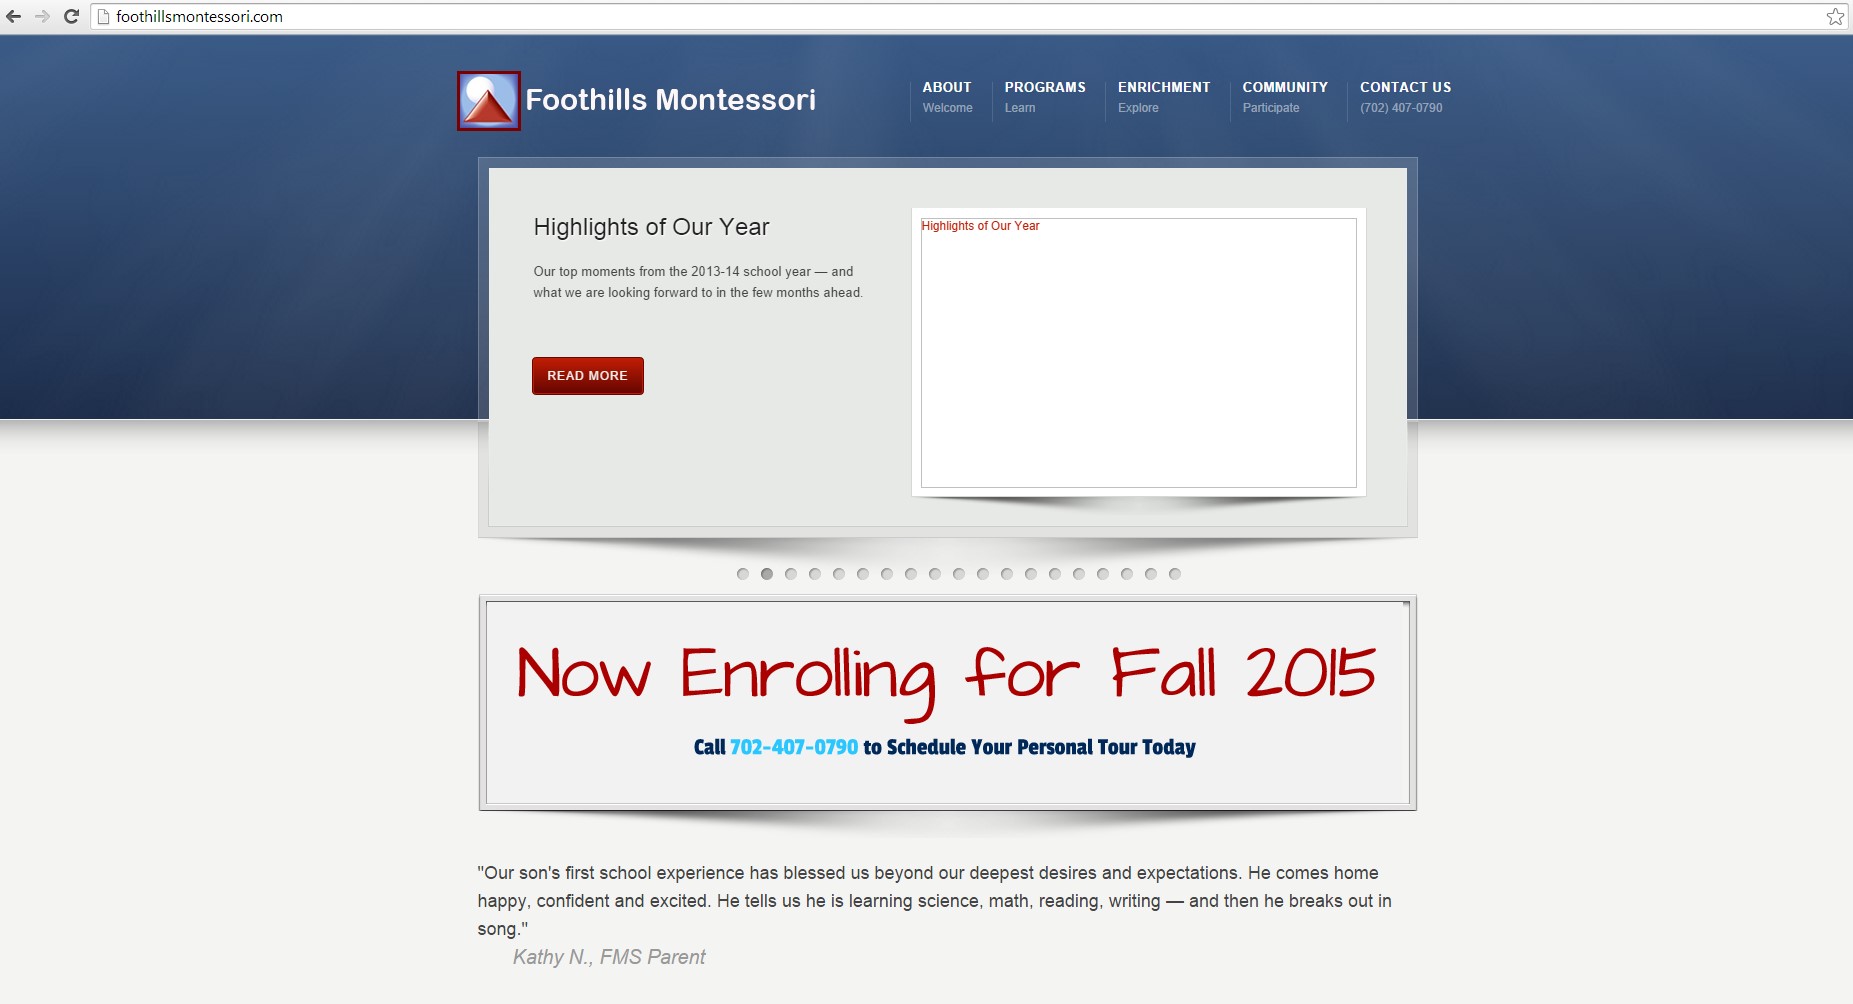 foothillsmontessori.com
Foothills Montessori
ABOUT
Welcome
PROGRAMS
Learn
ENRICHMENT
Explore
COMMUNITY
Participate
CONTACT US
(702) 407-0790
Highlights of Our Year
Our top moments from the 2013-14 school year — and
what we are looking forward to in the few months ahead.
READ MORE
Highlights of Our Year
Now Enrolling for Fall 2015
Call 702-407-0790 to Schedule Your Personal Tour Today
"Our son's first school experience has blessed us beyond our deepest desires and expectations. He comes home
happy, confident and excited. He tells us he is learning science, math, reading, writing — and then he breaks out in
song."
Kathy N., FMS Parent